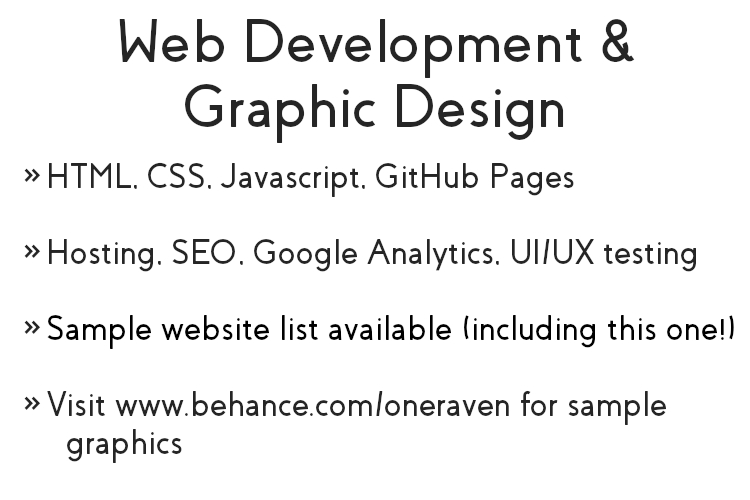 Web Development &
Graphic Design
» HTML, CSS, Javascript, GitHub Pages
» Hosting, SEO, Google Analytics, UI/UX testing
» Sample website list available (including this one!)
» Visit www.behance.com/oneraven for sample
graphics